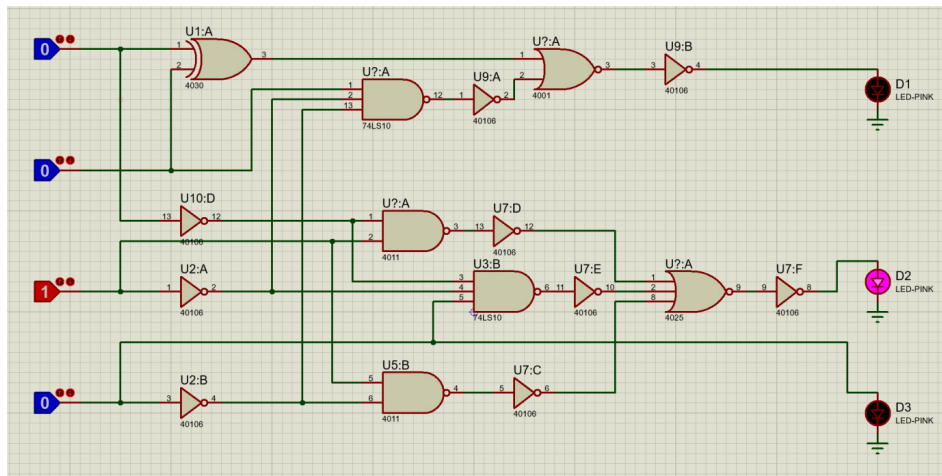 U1:A
0
1
3
2
4030
U?:A
1
3
2
4001
U9:B
3
4
40106
D1
LED-PINK
U?:A
1
2
13
12
74LS10
U9:A
1
2
40106
0
U10:D
13
12
40106
U?:A
1
2
3
4011
U7:D
13
12
40106
1
U2:A
1
2
40106
U3:B
3
4
5
6
74LS10
U7:E
11
10
40106
U?:A
1
2
8
9
4025
U7:F
9
8
40106
D2
LED-PINK
0
U2:B
3
4
40106
U5:B
5
6
4
4011
U7:C
5
6
40106
D3
LED-PINK